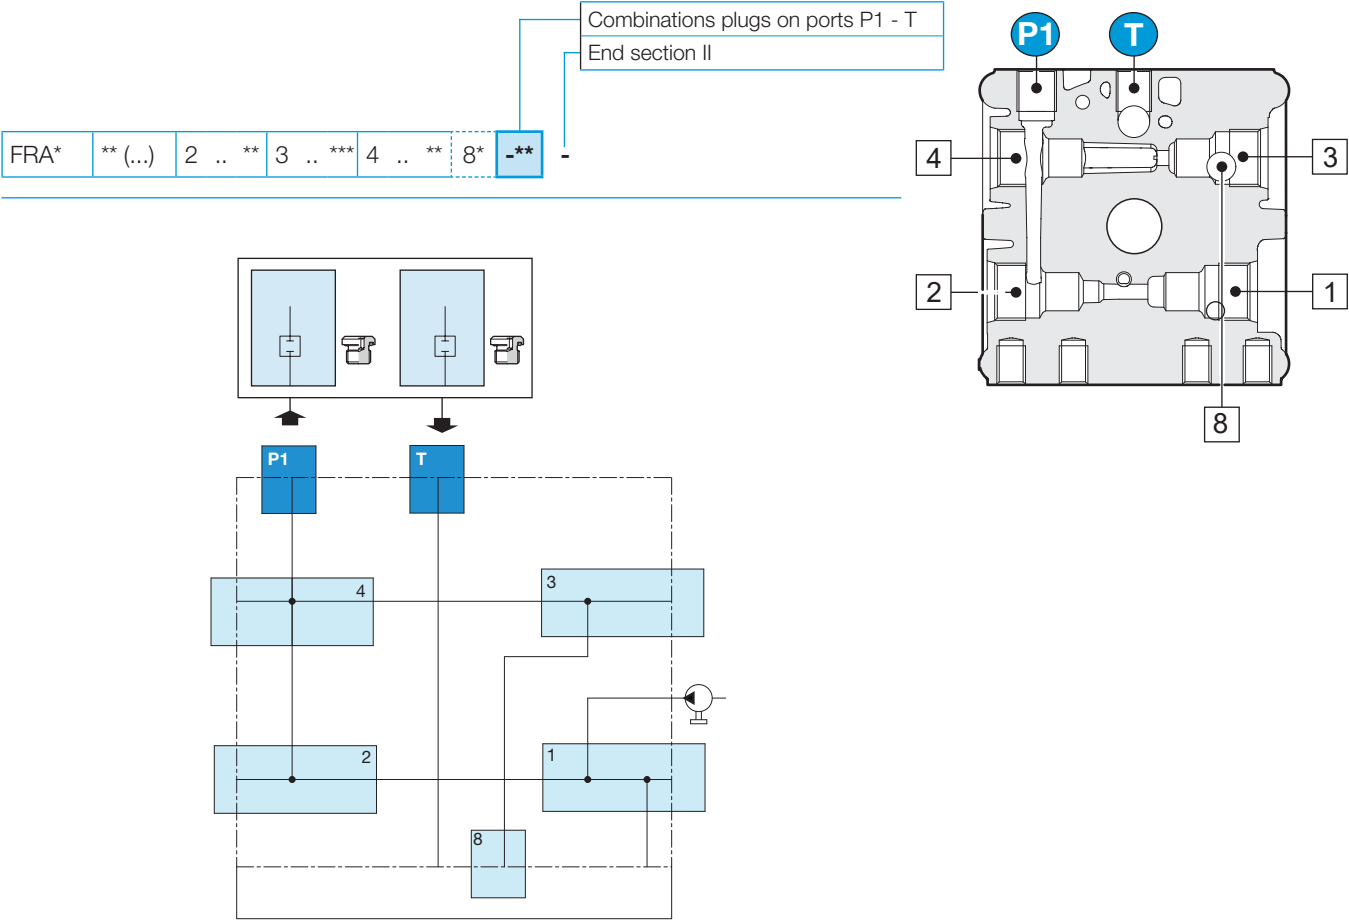 Combinations plugs on ports P1 - T
End section II
FRA* ** (...) 2 .. ** 3 .. *** 4 .. ** 8* -** -
P1 T
4 3
2 1
8
P1 T
4 3
2 1
8